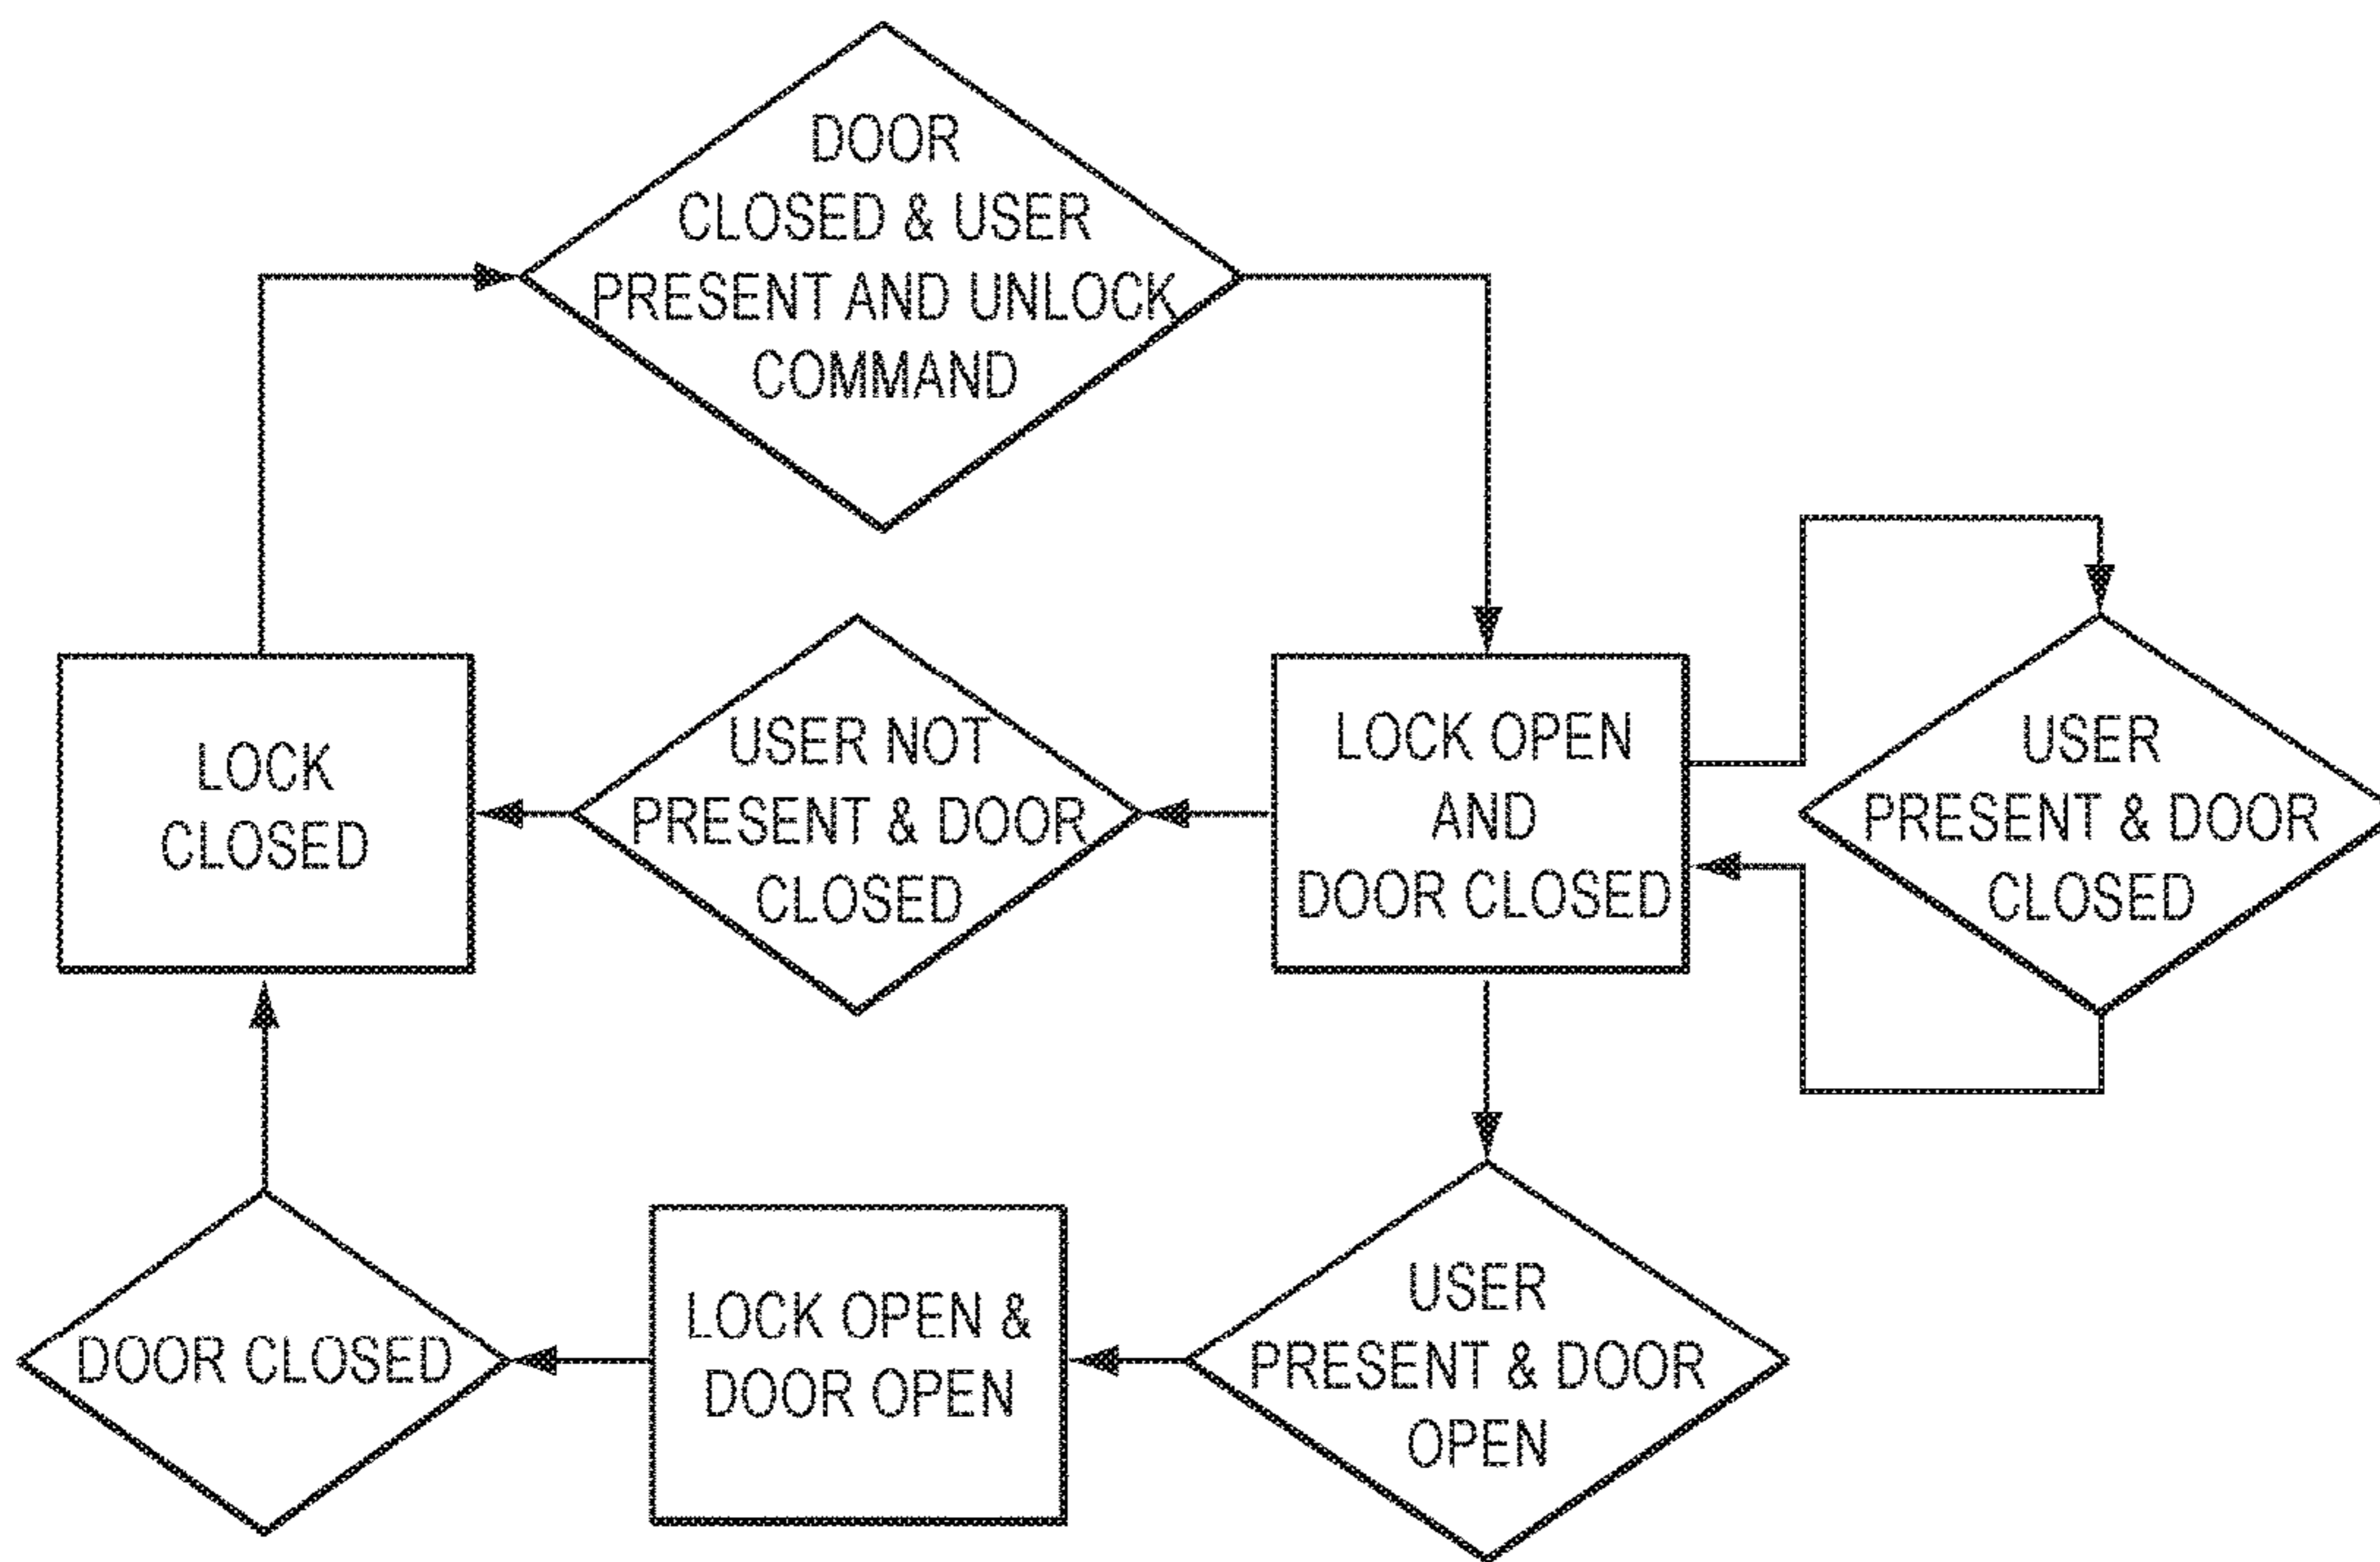 DOOR
CLOSED & USER
PRESENT AND UNLOCK
COMMAND
LOCK
CLOSED
USER NOT
PRESENT & DOOR
CLOSED
LOCK OPEN
AND
DOOR CLOSED
USER
PRESENT & DOOR
CLOSED
DOOR CLOSED
LOCK OPEN &
DOOR OPEN
USER
PRESENT & DOOR
OPEN